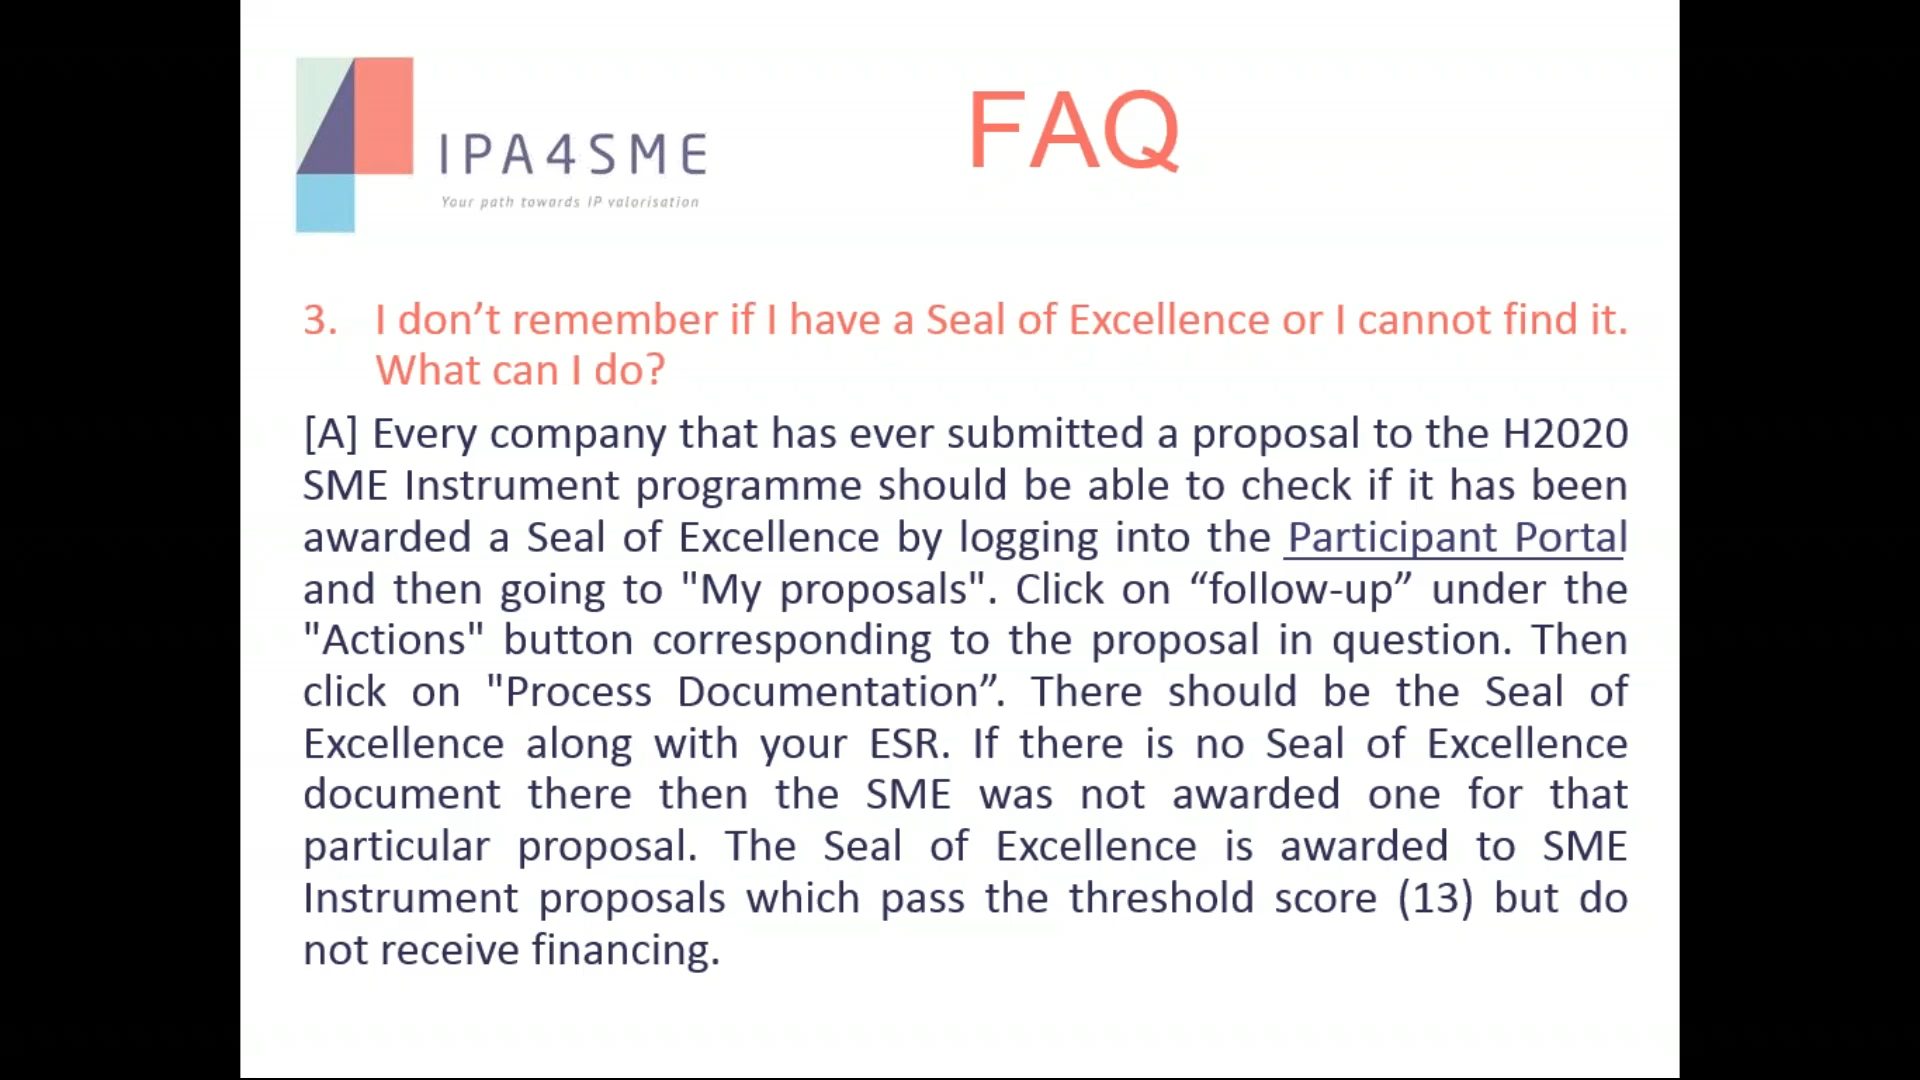 IPA4SME
Your path towards IP valorisation
FAQ
3. I don’t remember if I have a Seal of Excellence or I cannot find it.
What can I do?
[A] Every company that has ever submitted a proposal to the H2020
SME Instrument programme should be able to check if it has been
awarded a Seal of Excellence by logging into the Participant Portal
and then going to "My proposals". Click on “follow-up” under the
"Actions" button corresponding to the proposal in question. Then
click on "Process Documentation”. There should be the Seal of
Excellence along with your ESR. If there is no Seal of Excellence
document there then the SME was not awarded one for that
particular proposal. The Seal of Excellence is awarded to SME
Instrument proposals which pass the threshold score (13) but do
not receive financing.